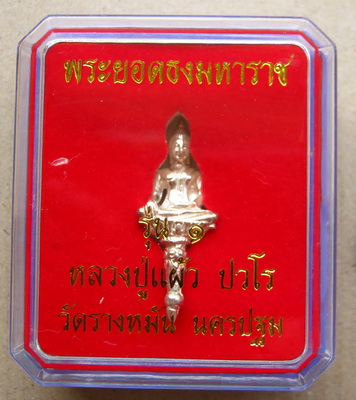 พระยอดธงมหาราช
รุ่น ๑
หลวงปู่แผ้ว ปวโร
วัดรางหมัน นครปฐม